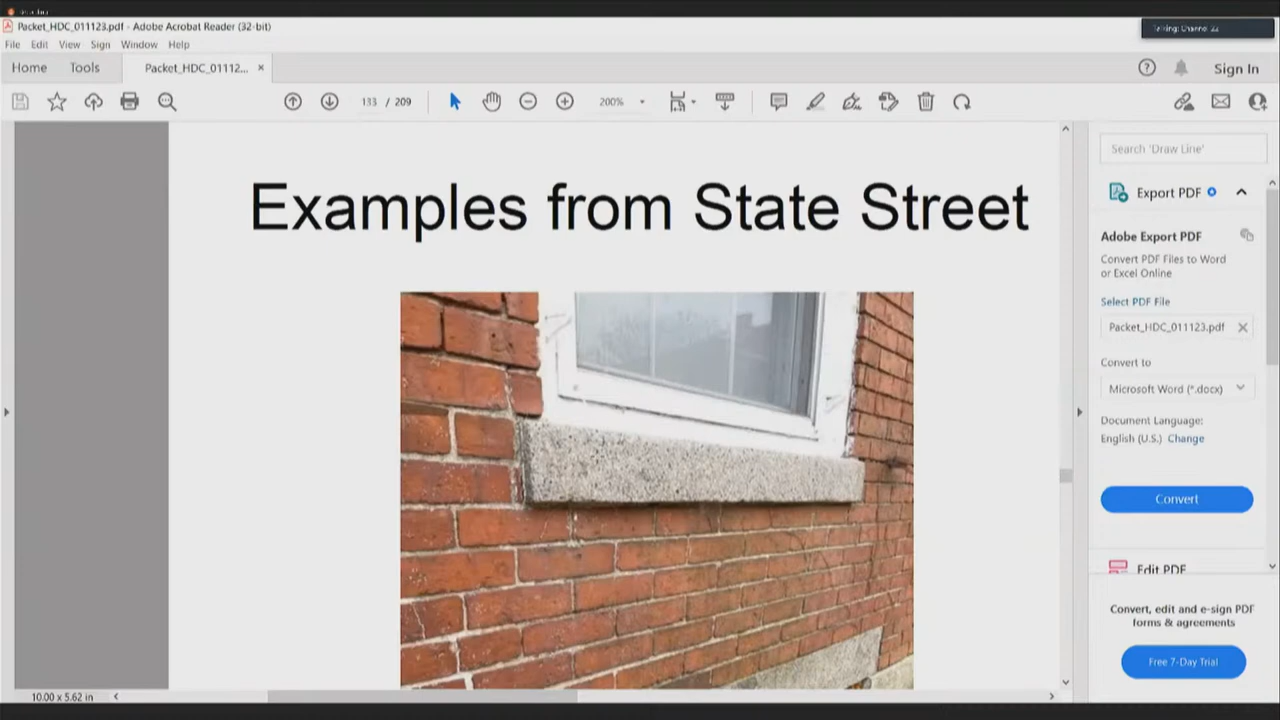 Packet_HDC_011123.pdf - Adobe Acrobat Reader (32-bit)
Talking: Channel 22
File Edit View Sign Window Help
Home Tools Packet_HDC_01112... ×
Sign In
133 / 209
200%
Examples from State Street
Search 'Draw Line'
Export PDF
Adobe Export PDF
Convert PDF Files to Word
or Excel Online
Select PDF File
Packet_HDC_011123.pdf
Convert to
Microsoft Word (*.docx)
Document Language:
English (U.S.) Change
Convert
Edit PDF
Convert, edit and e-sign PDF
forms & agreements
Free 7-Day Trial
10.00 x 5.62 in